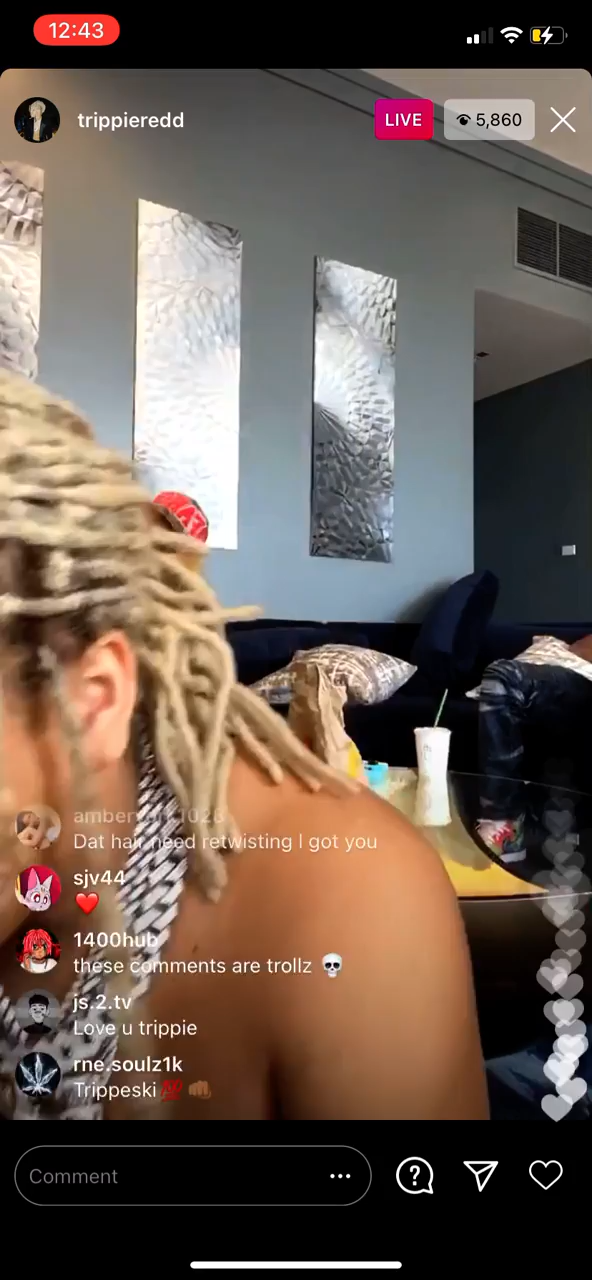 12:43
trippieredd
LIVE
5,860
Dat hair need retwisting I got you
sjv44
❤️
1400hub
these comments are trollz 💀
js.2.tv
Love u trippie
rne.soulz1k
Trippeski 💯 👊🏽
Comment